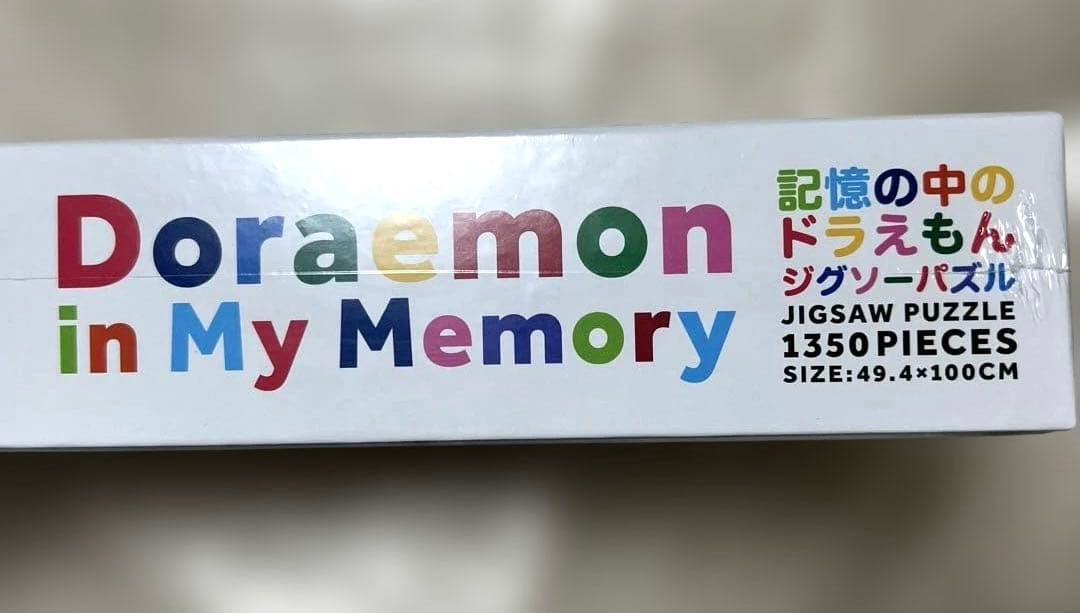 Doraemon
in My Memory
記憶の中の
ドラえもん
ジグソーパズル
JIGSAW PUZZLE
1350 PIECES
SIZE:49.4×100CM